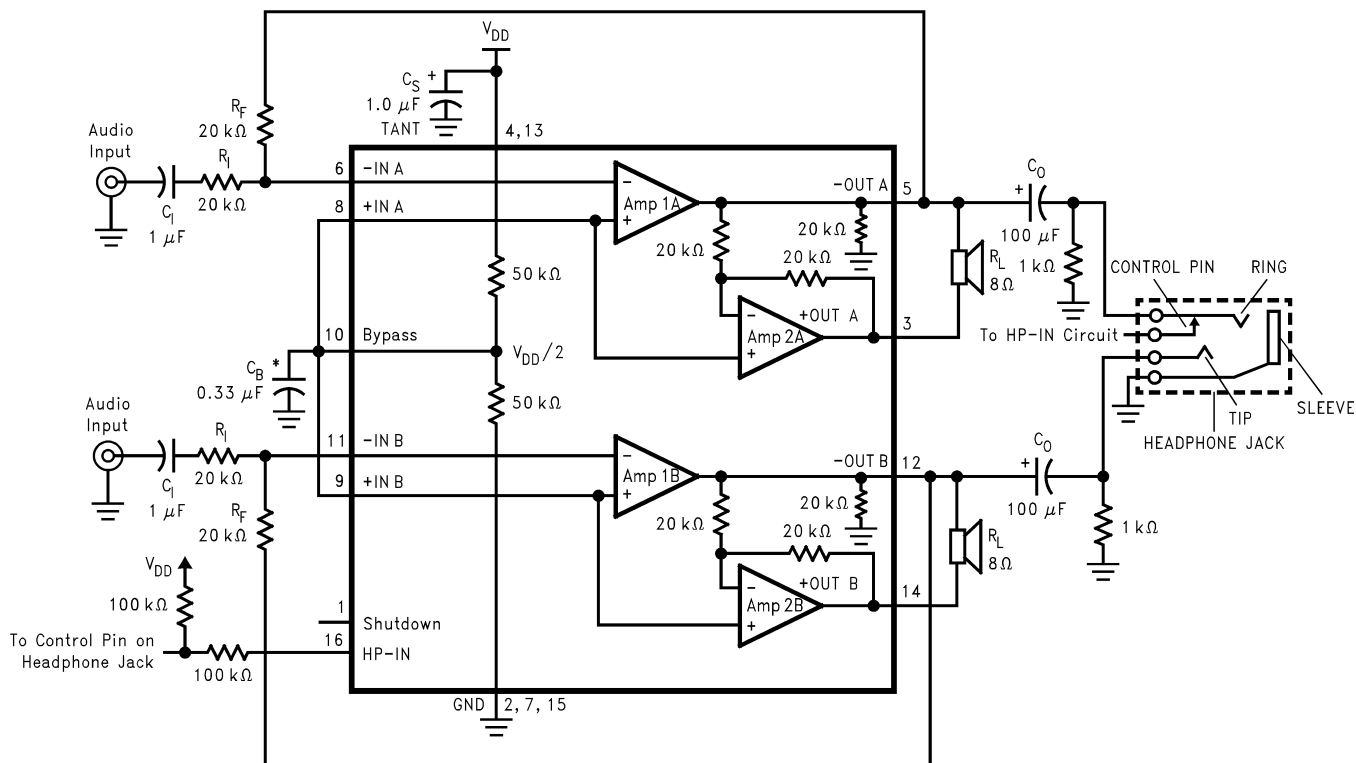 V_DD
C_S +
1.0 μF
TANT
4, 13
R_F
20 kΩ
Audio
Input
R_I
20 kΩ
C_I
1 μF
6
-IN A
8
+IN A
Amp 1A
−
+
-OUT A
5
20 kΩ
20 kΩ
20 kΩ
50 kΩ
Amp 2A
−
+
+OUT A
3
R_L
8Ω
C_O
+
100 μF
1 kΩ
CONTROL PIN
RING
To HP-IN Circuit
TIP
SLEEVE
HEADPHONE JACK
10
Bypass
V_DD/2
C_B *
0.33 μF
50 kΩ
Audio
Input
R_I
20 kΩ
C_I
1 μF
11
-IN B
9
+IN B
R_F
20 kΩ
Amp 1B
−
+
-OUT B
12
20 kΩ
20 kΩ
20 kΩ
Amp 2B
−
+
+OUT B
14
R_L
8Ω
C_O
+
100 μF
1 kΩ
V_DD
100 kΩ
1
Shutdown
To Control Pin on
Headphone Jack
100 kΩ
16
HP-IN
GND
2, 7, 15